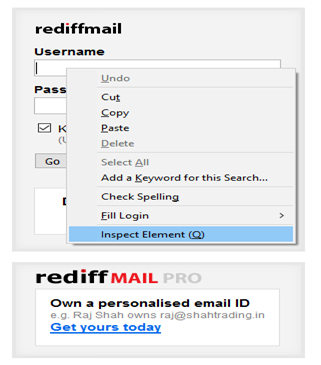 rediffmail
Username
Undo
Cut
Copy
Paste
Delete
Select All
Add a Keyword for this Search...
Check Spelling
Fill Login >
Inspect Element (Q)
Pass
K
(U
Go
rediff MAIL PRO
Own a personalised email ID
e.g. Raj Shah owns raj@shahtrading.in
Get yours today